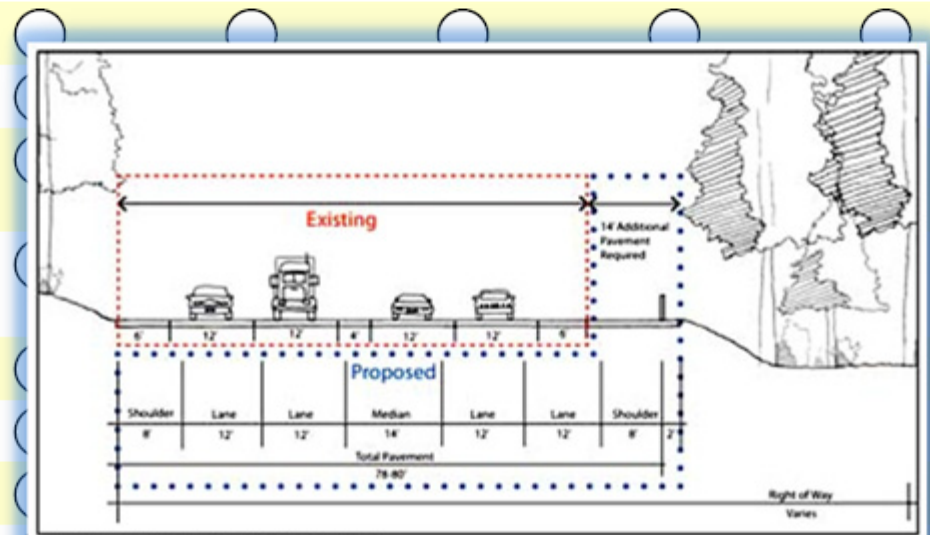 Existing
14' Additional
Pavement
Required
6' 12' 12' 4' 12' 12' 6'
Proposed
Shoulder Lane Lane Median Lane Lane Shoulder
8' 12' 12' 14' 12' 12' 8' 2'
Total Pavement
78-80'
Right of Way
Varies